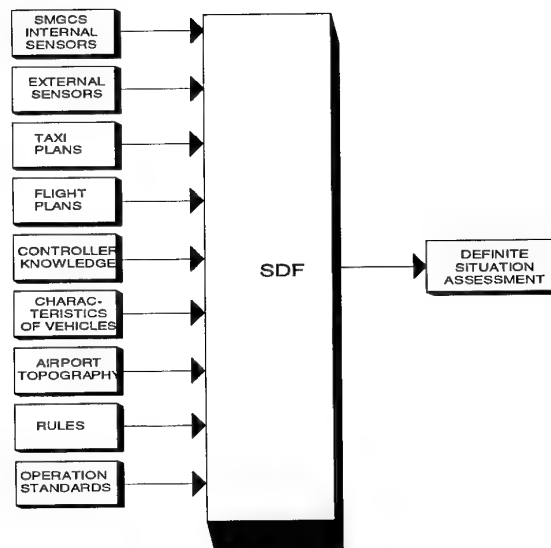 SMGCS
INTERNAL
SENSORS
EXTERNAL
SENSORS
TAXI
PLANS
FLIGHT
PLANS
CONTROLLER
KNOWLEDGE
CHARAC-
TERISTICS
OF VEHICLES
AIRPORT
TOPOGRAPHY
RULES
OPERATION
STANDARDS
SDF
DEFINITE
SITUATION
ASSESSMENT